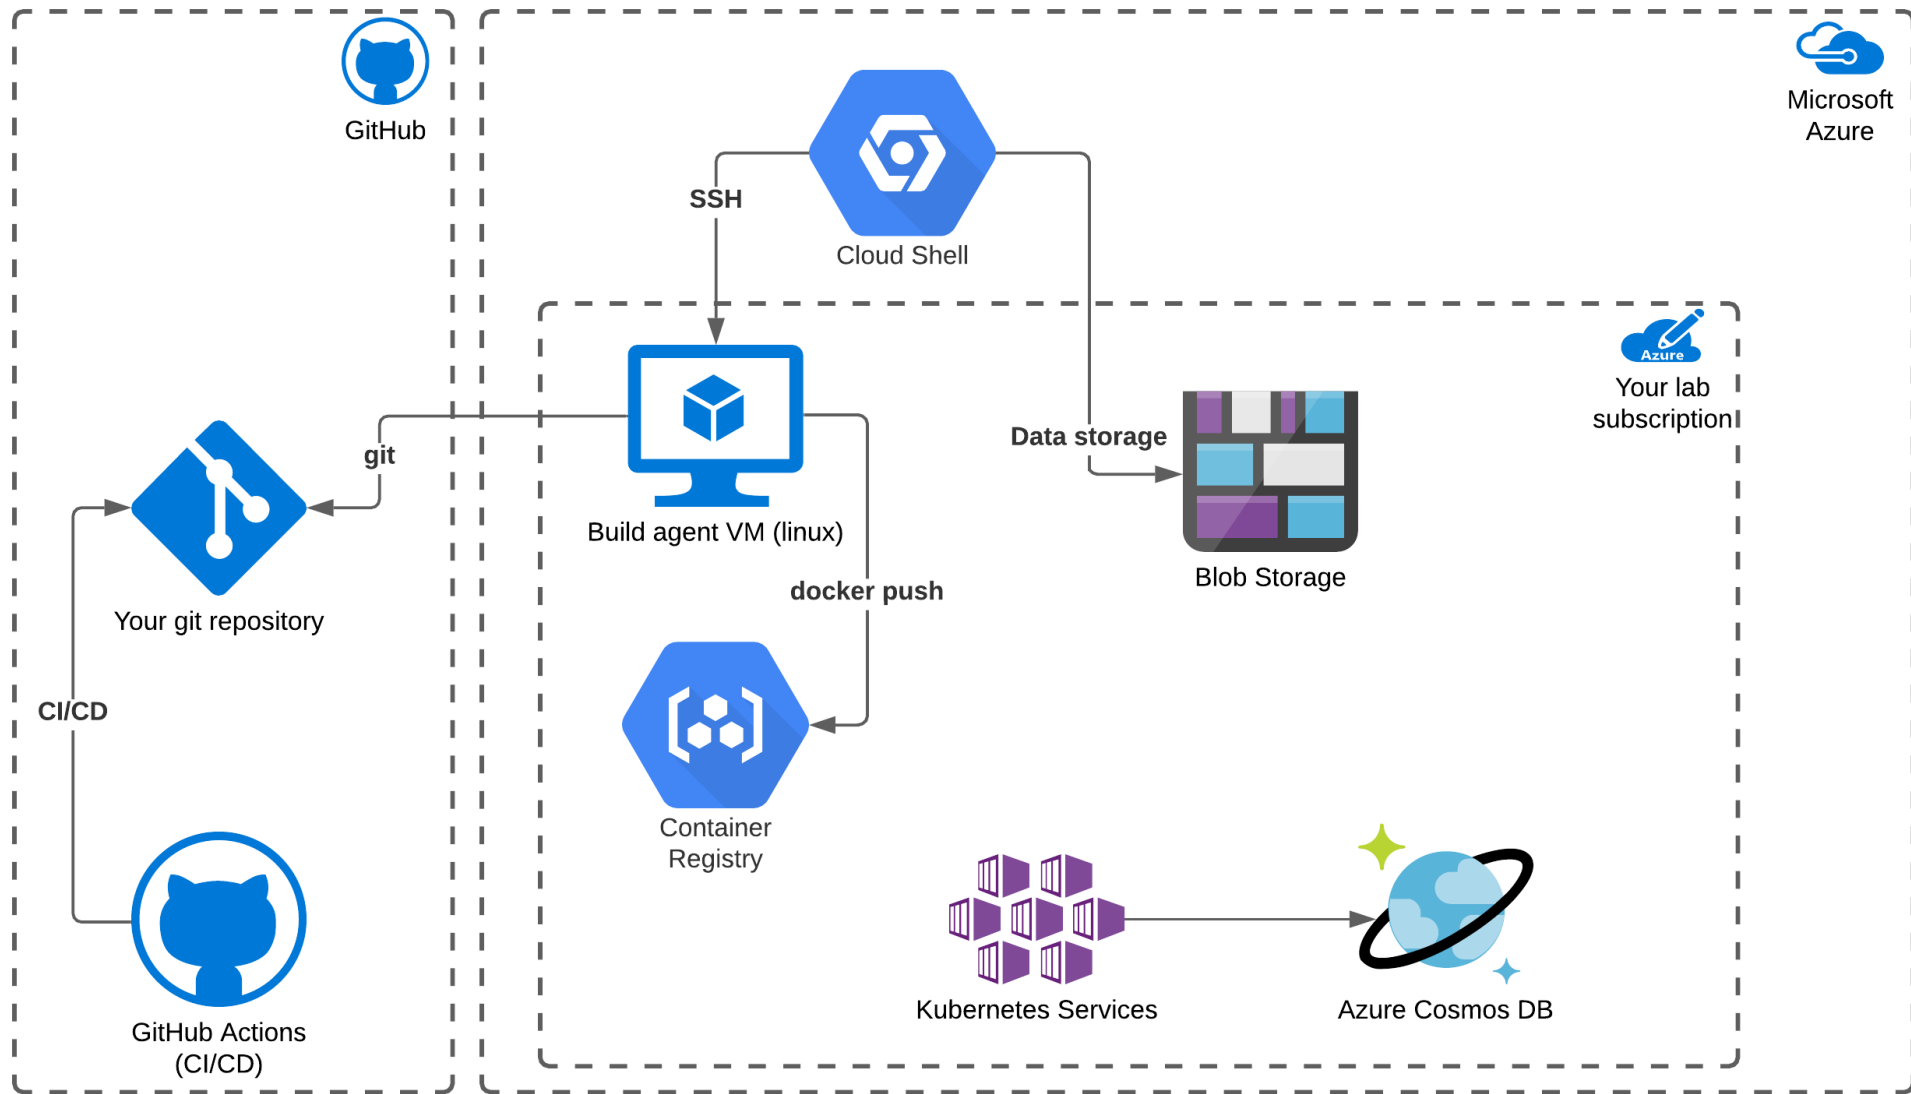 GitHub
Microsoft
Azure
SSH
Cloud Shell
Azure
Your lab
subscription
git
Data storage
Build agent VM (linux)
Blob Storage
docker push
Your git repository
CI/CD
Container
Registry
Kubernetes Services
Azure Cosmos DB
GitHub Actions
(CI/CD)